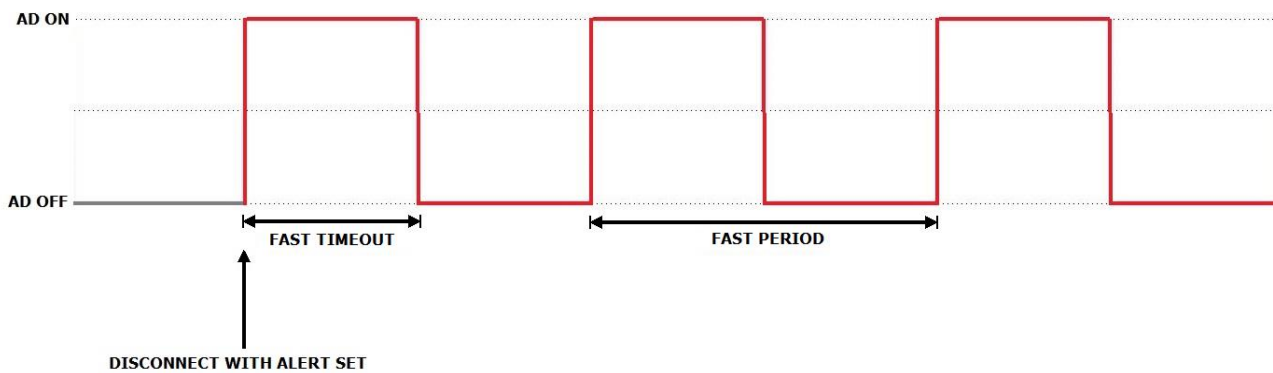 AD ON
AD OFF
FAST TIMEOUT
FAST PERIOD
DISCONNECT WITH ALERT SET